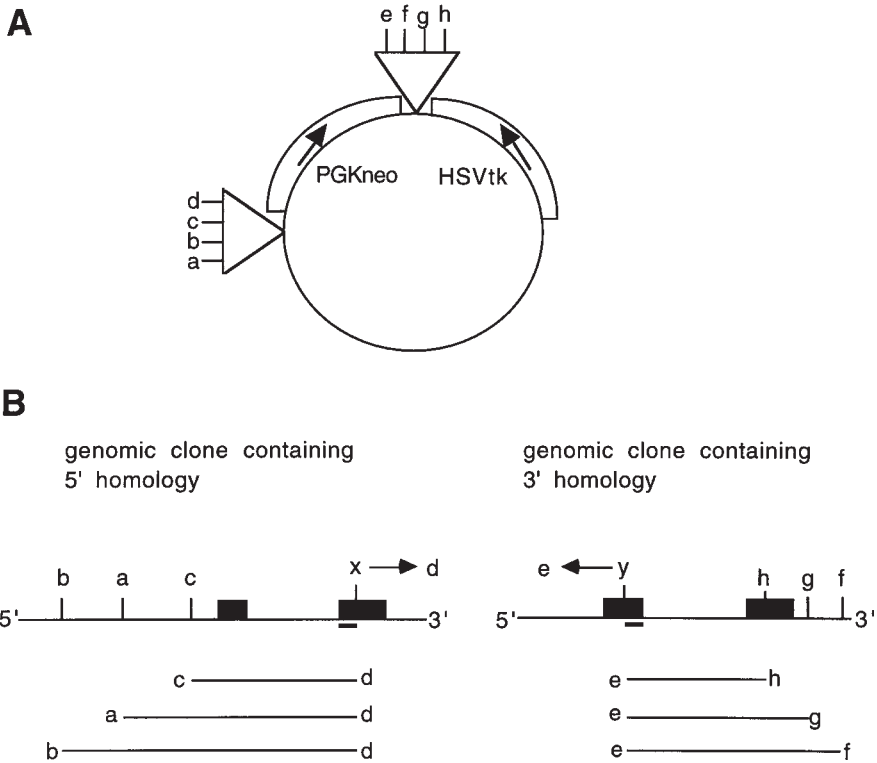 A
e f g h
PGKneo HSVtk
d
c
b
a
B
genomic clone containing
5' homology
genomic clone containing
3' homology
b a c x d
5' 3'
e y h g f
5' 3'
c d
a d
b d
e h
e g
e f